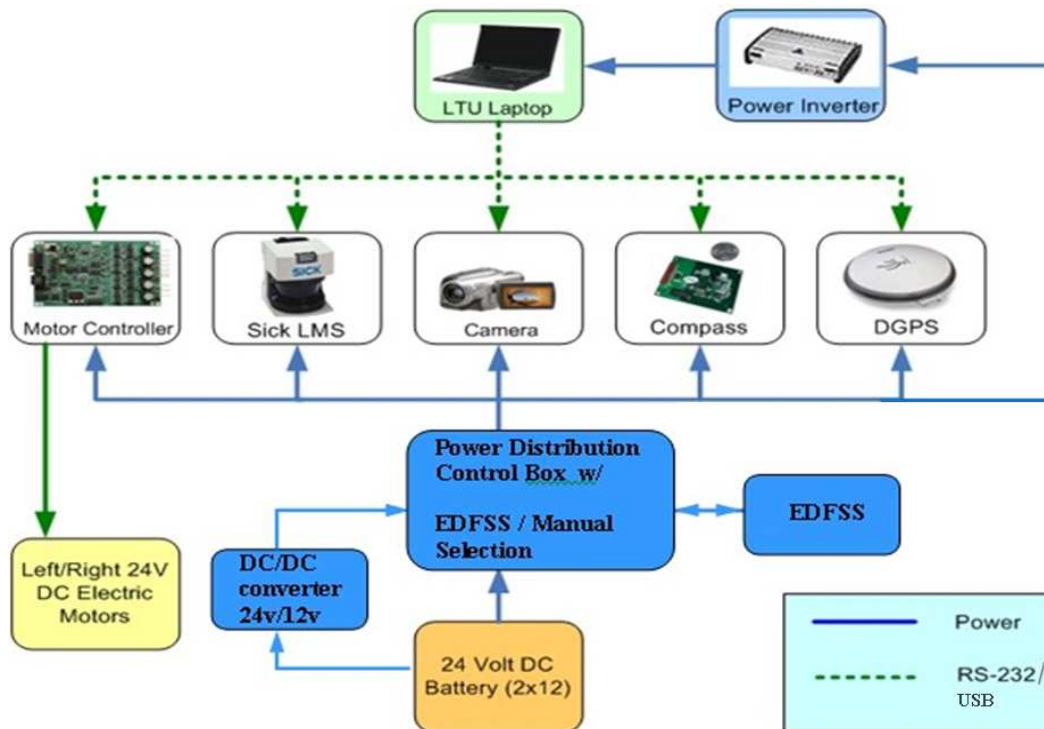 LTU Laptop
Power Inverter
Motor Controller
SICK
Sick LMS
Camera
Compass
DGPS
Power Distribution
Control Box w/
EDFSS / Manual
Selection
EDFSS
DC/DC
converter
24v/12v
Left/Right 24V
DC Electric
Motors
24 Volt DC
Battery (2x12)
Power
RS-232/
USB